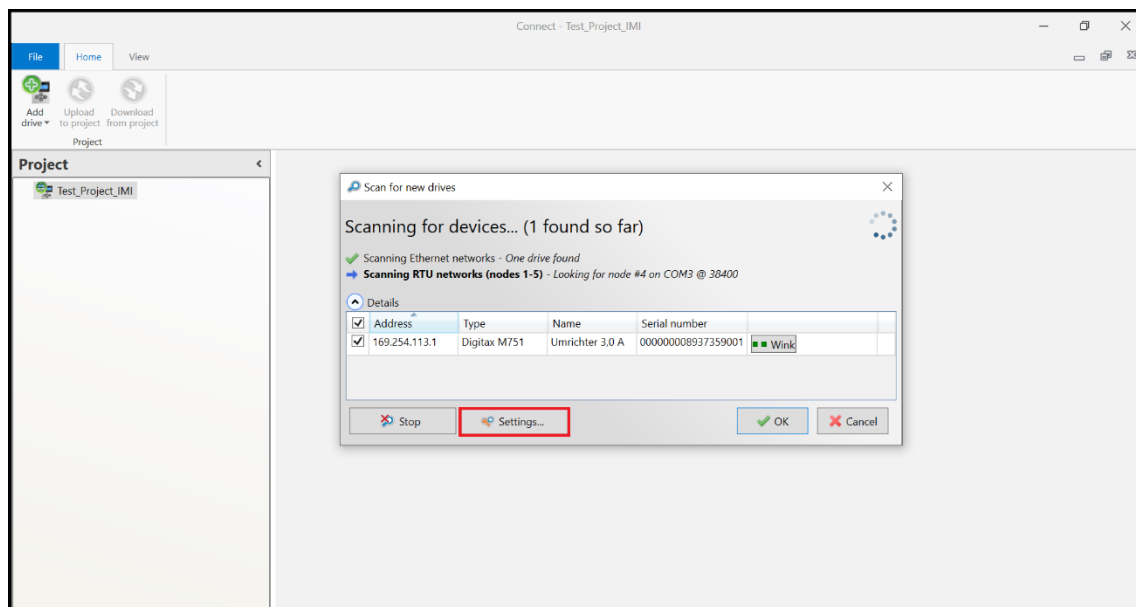 Connect - Test_Project_IMI
File Home View
Add drive
Upload to project
Download from project
Project
Project
Test_Project_IMI
Scan for new drives
Scanning for devices... (1 found so far)
Scanning Ethernet networks - One drive found
Scanning RTU networks (nodes 1-5) - Looking for node #4 on COM3 @ 38400
Details
Address Type Name Serial number
169.254.113.1 Digitax M751 Umrichter 3,0 A 000000008937359001 Wink
Stop Settings... OK Cancel